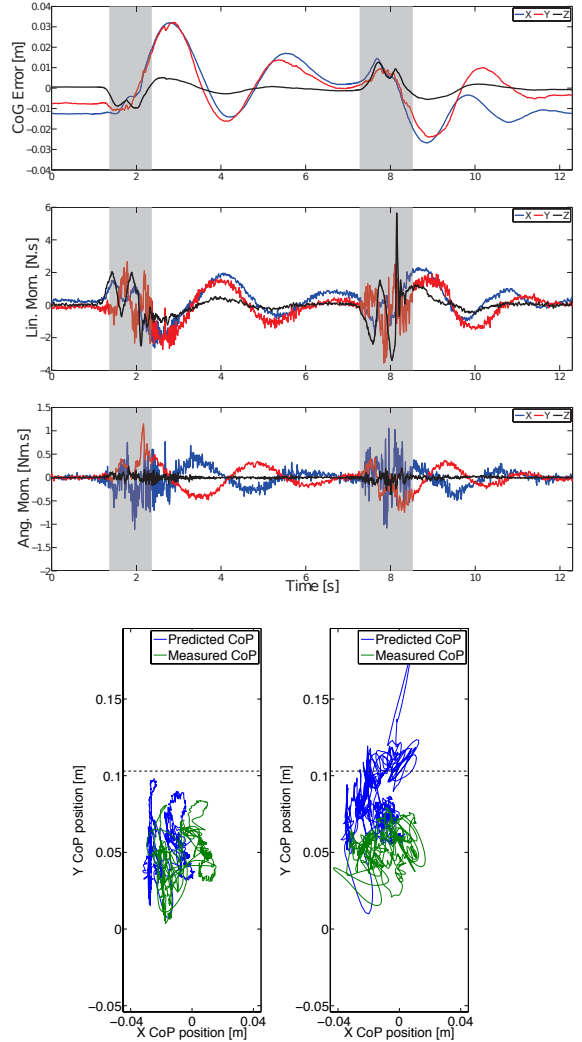 0.04
0.03
0.02
0.01
0
−0.01
−0.02
−0.03
0.04
CoG Error [m]
X Y Z
0 2 4 6 8 10 12
6
4
2
0
−2
−4
Lin. Mom. [N.s]
X Y Z
0 2 4 6 8 10 12
1.5
1
0.5
0
−0.5
−1
−1.5
−2
Ang. Mom. [Nm.s]
X Y Z
0 2 4 6 8 10 12
Time [s]
Predicted CoP
Measured CoP
0.15
0.1
0.05
0
−0.05
Y CoP position [m]
−0.04 0 0.04
X CoP position [m]
Predicted CoP
Measured CoP
0.15
0.1
0.05
0
−0.05
Y CoP position [m]
−0.04 0 0.04
X CoP position [m]